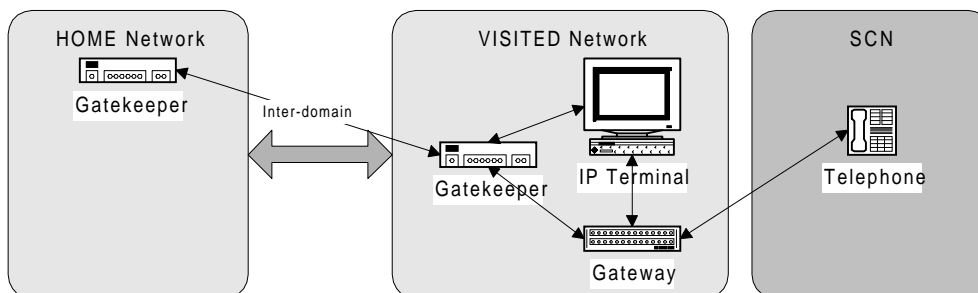 HOME Network
Gatekeeper
Inter-domain
VISITED Network
Gatekeeper
IP Terminal
Gateway
SCN
Telephone